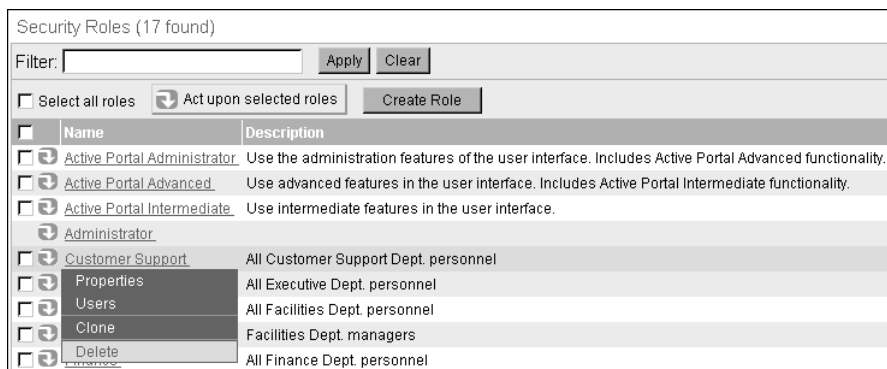 Security Roles (17 found)
Filter: Apply Clear
Select all roles Act upon selected roles Create Role
Name Description
Active Portal Administrator Use the administration features of the user interface. Includes Active Portal Advanced functionality.
Active Portal Advanced Use advanced features in the user interface. Includes Active Portal Intermediate functionality.
Active Portal Intermediate Use intermediate features in the user interface.
Administrator
Customer Support All Customer Support Dept. personnel
Properties All Executive Dept. personnel
Users All Facilities Dept. personnel
Clone Facilities Dept. managers
Delete
All Finance Dept. personnel